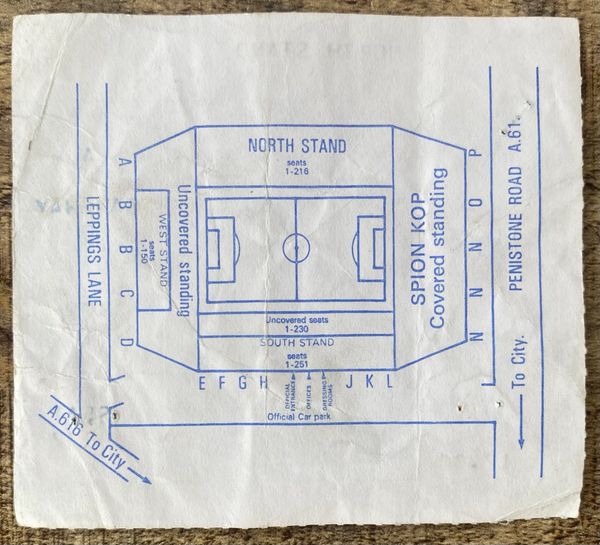 NORTH STAND
seats
1-216
A
B
B
C
D
LEPPINGS LANE
WEST STAND
seats
1-150
Uncovered standing
SPION KOP
Covered standing
P
O
N
N
N
PENISTONE ROAD A.61.
To City.
Uncovered seats
1-230
SOUTH STAND
seats
1-251
E F G H
OFFICIAL
ENTRANCE
OFFICES
DRESSING
ROOMS
J K L
Official Car park
A.616 To City